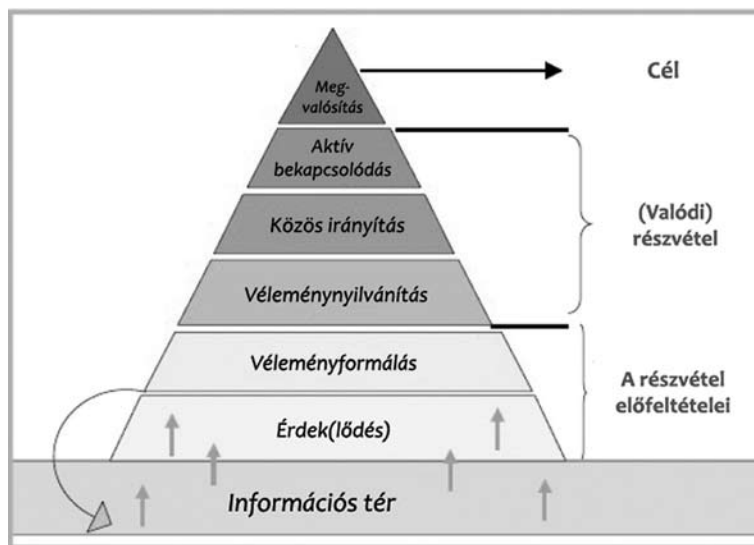 Meg-
valósítás
Cél
Aktív
bekapcsolódás
Közös irányítás
(Valódi)
részvétel
Véleménynyilvánítás
Véleményformálás
A részvétel
előfeltételei
Érdek(lődés)
Információs tér